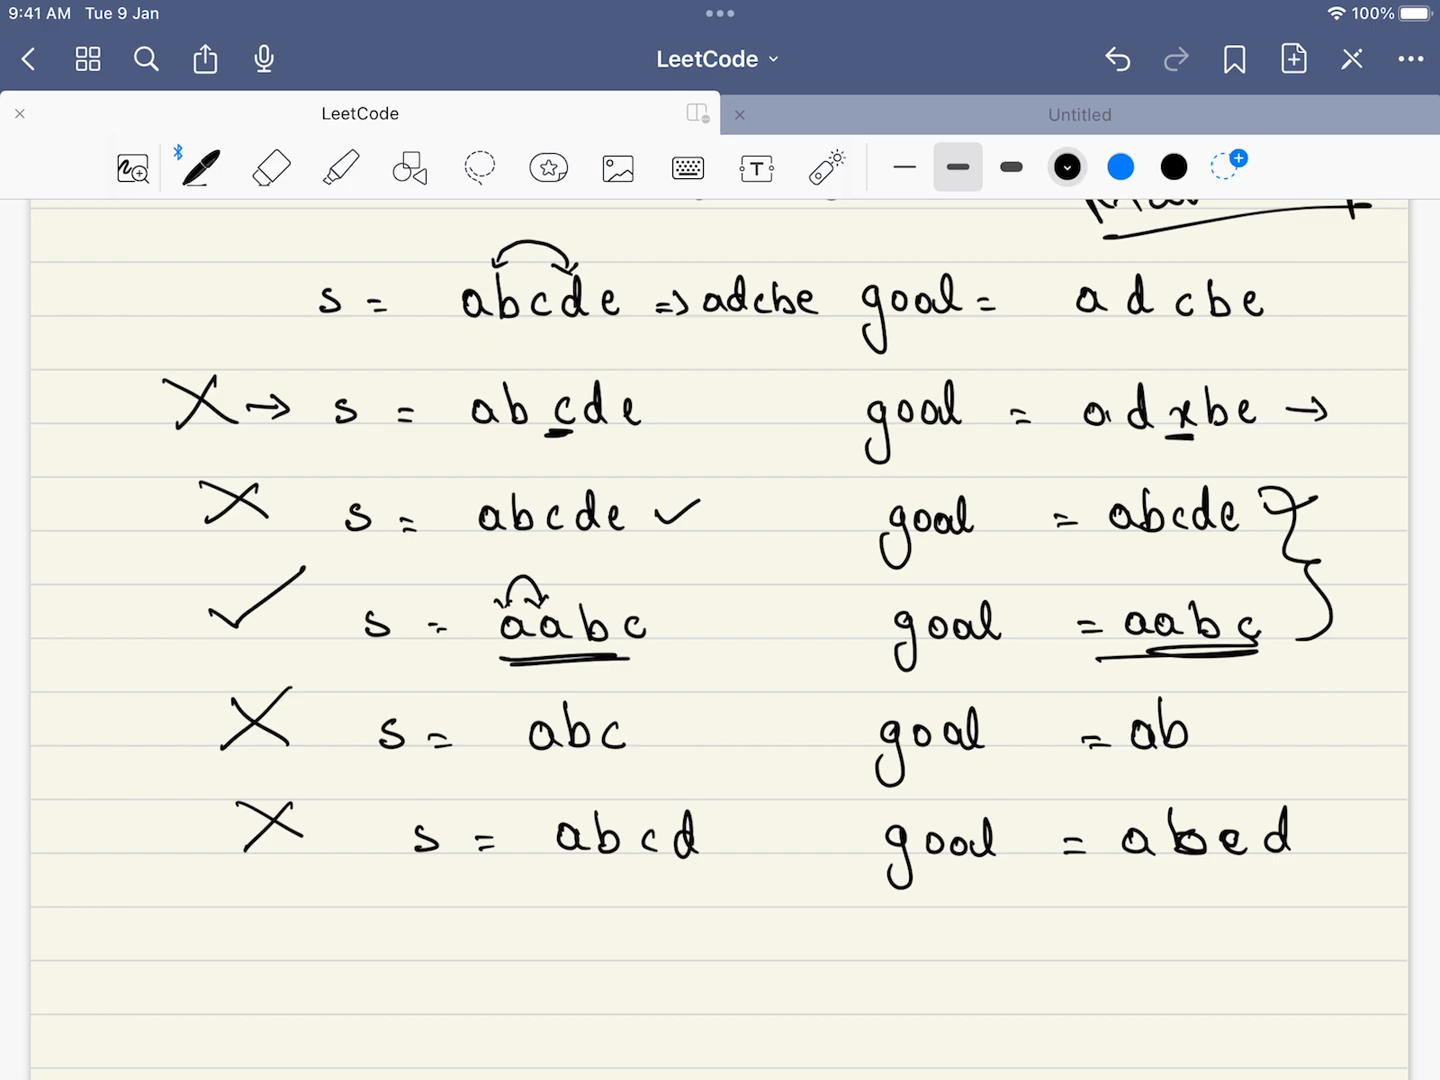 9:41 AM Tue 9 Jan 100%
LeetCode
LeetCode Untitled
T
s = abcde => adcbe goal = adcbe
X → s = abcde goal = adxbe →
X s = abcde ✓ goal = abcde
✓ s = aabc goal = aabc
X s = abc goal = ab
X s = abcd goal = abcd